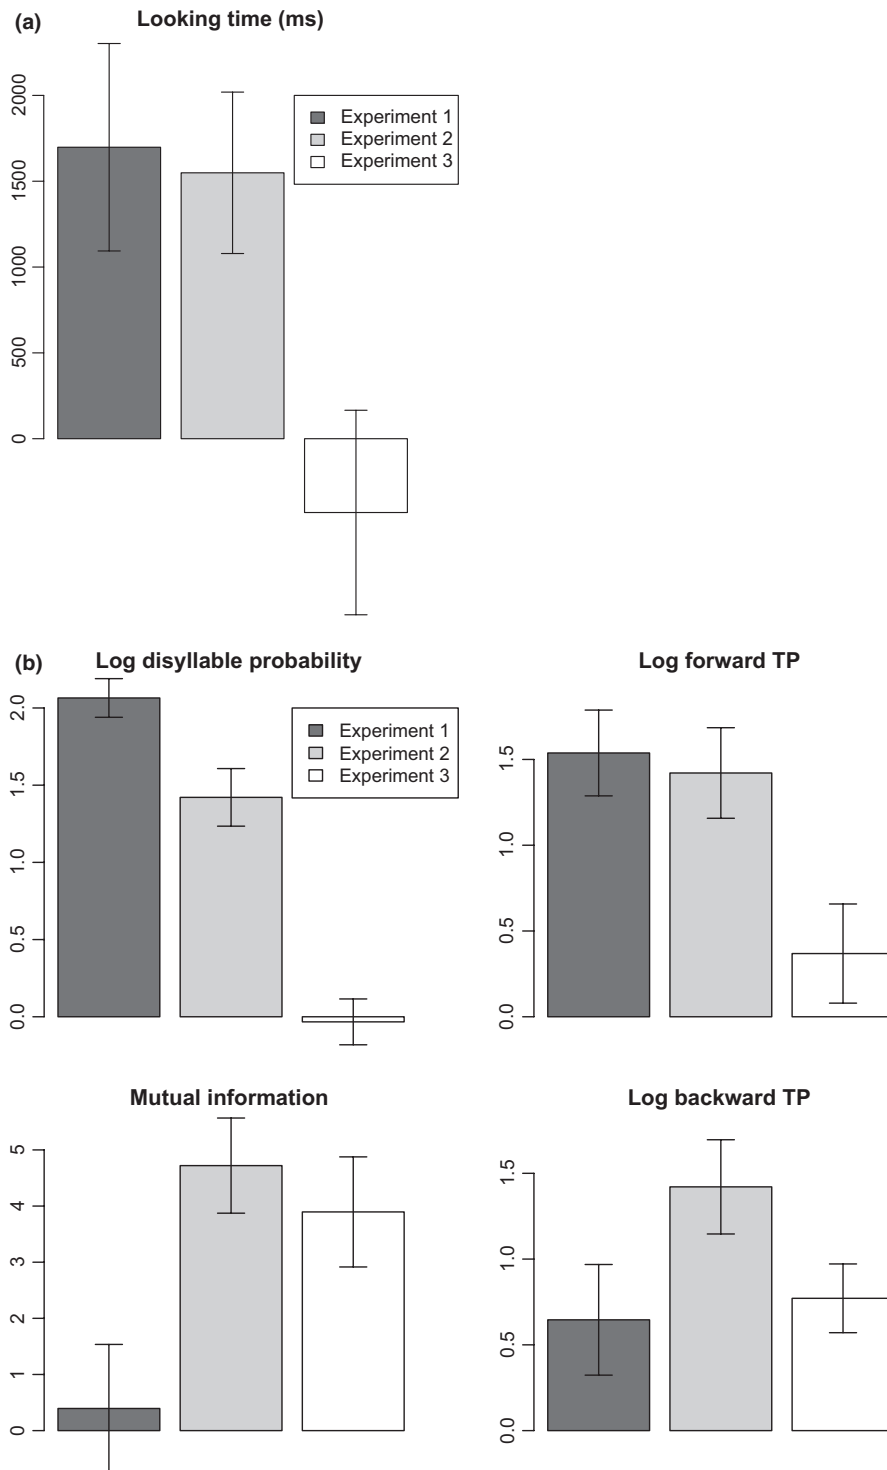 (a)
Looking time (ms)
2000
1500
1000
500
0
Experiment 1
Experiment 2
Experiment 3
(b)
Log disyllable probability
2.0
1.5
1.0
0.5
0.0
Experiment 1
Experiment 2
Experiment 3
Log forward TP
1.5
1.0
0.5
0.0
Mutual information
5
4
3
2
1
0
Log backward TP
1.5
1.0
0.5
0.0